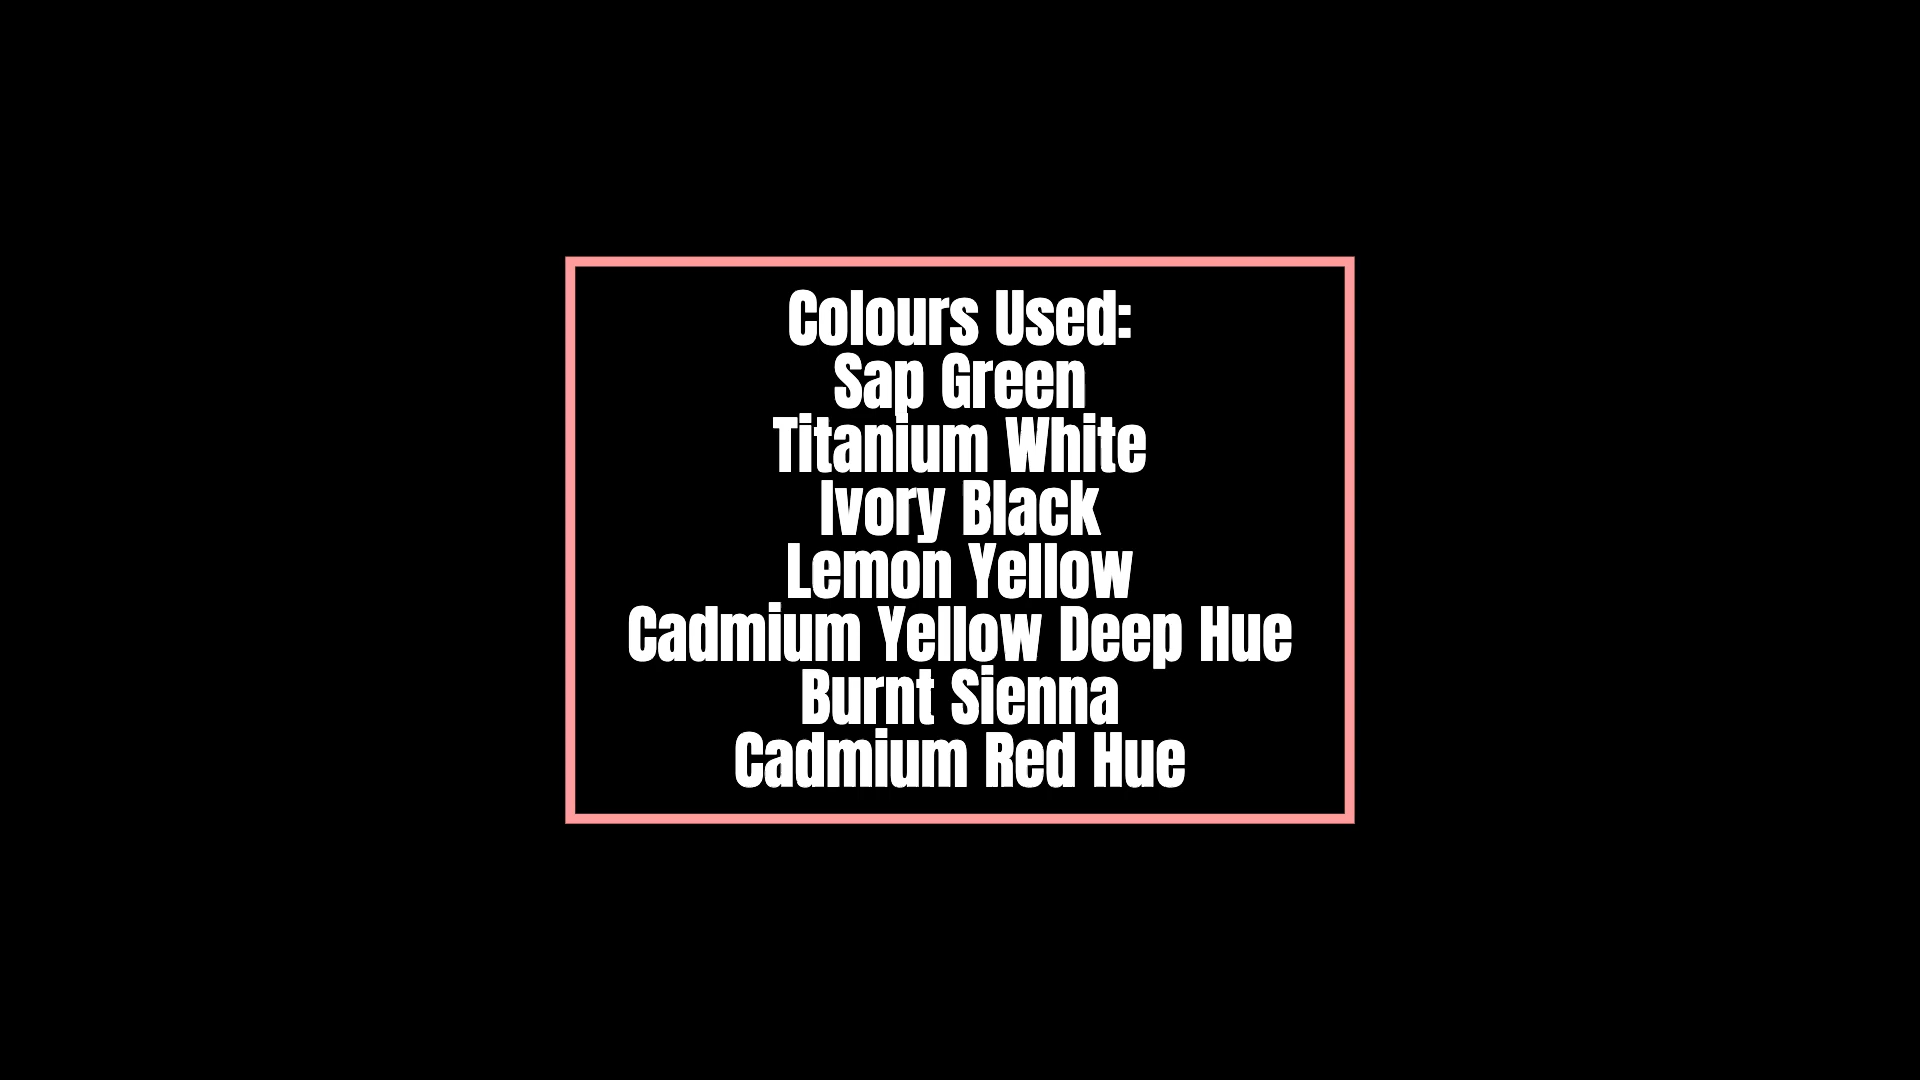 Colours Used:
Sap Green
Titanium White
Ivory Black
Lemon Yellow
Cadmium Yellow Deep Hue
Burnt Sienna
Cadmium Red Hue